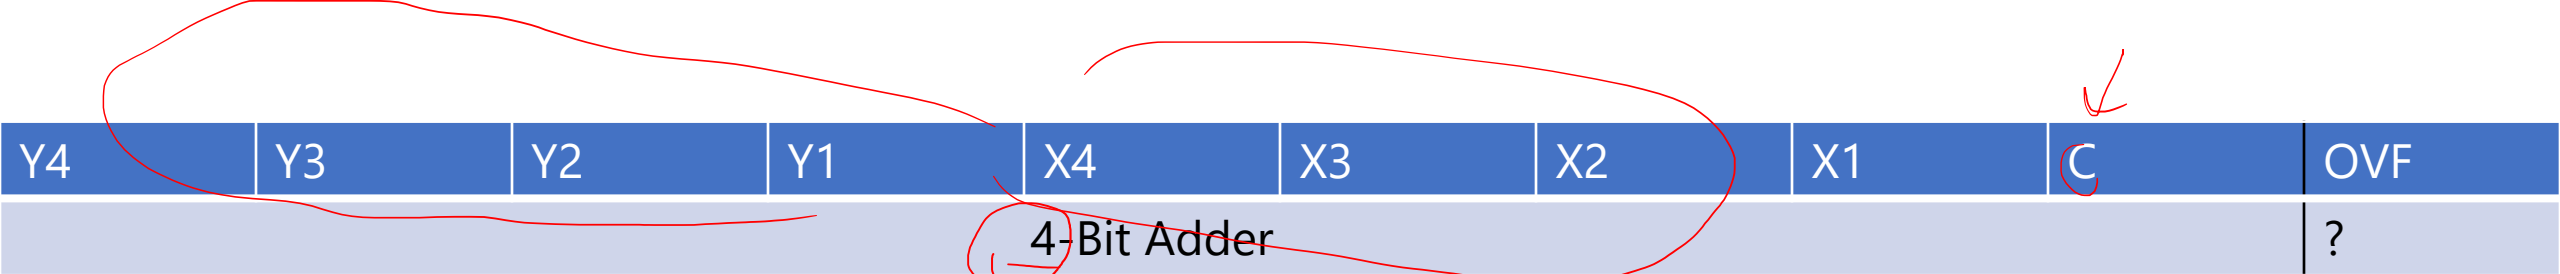 Y4 Y3 Y2 Y1 X4 X3 X2 X1 C OVF
4-Bit Adder ?